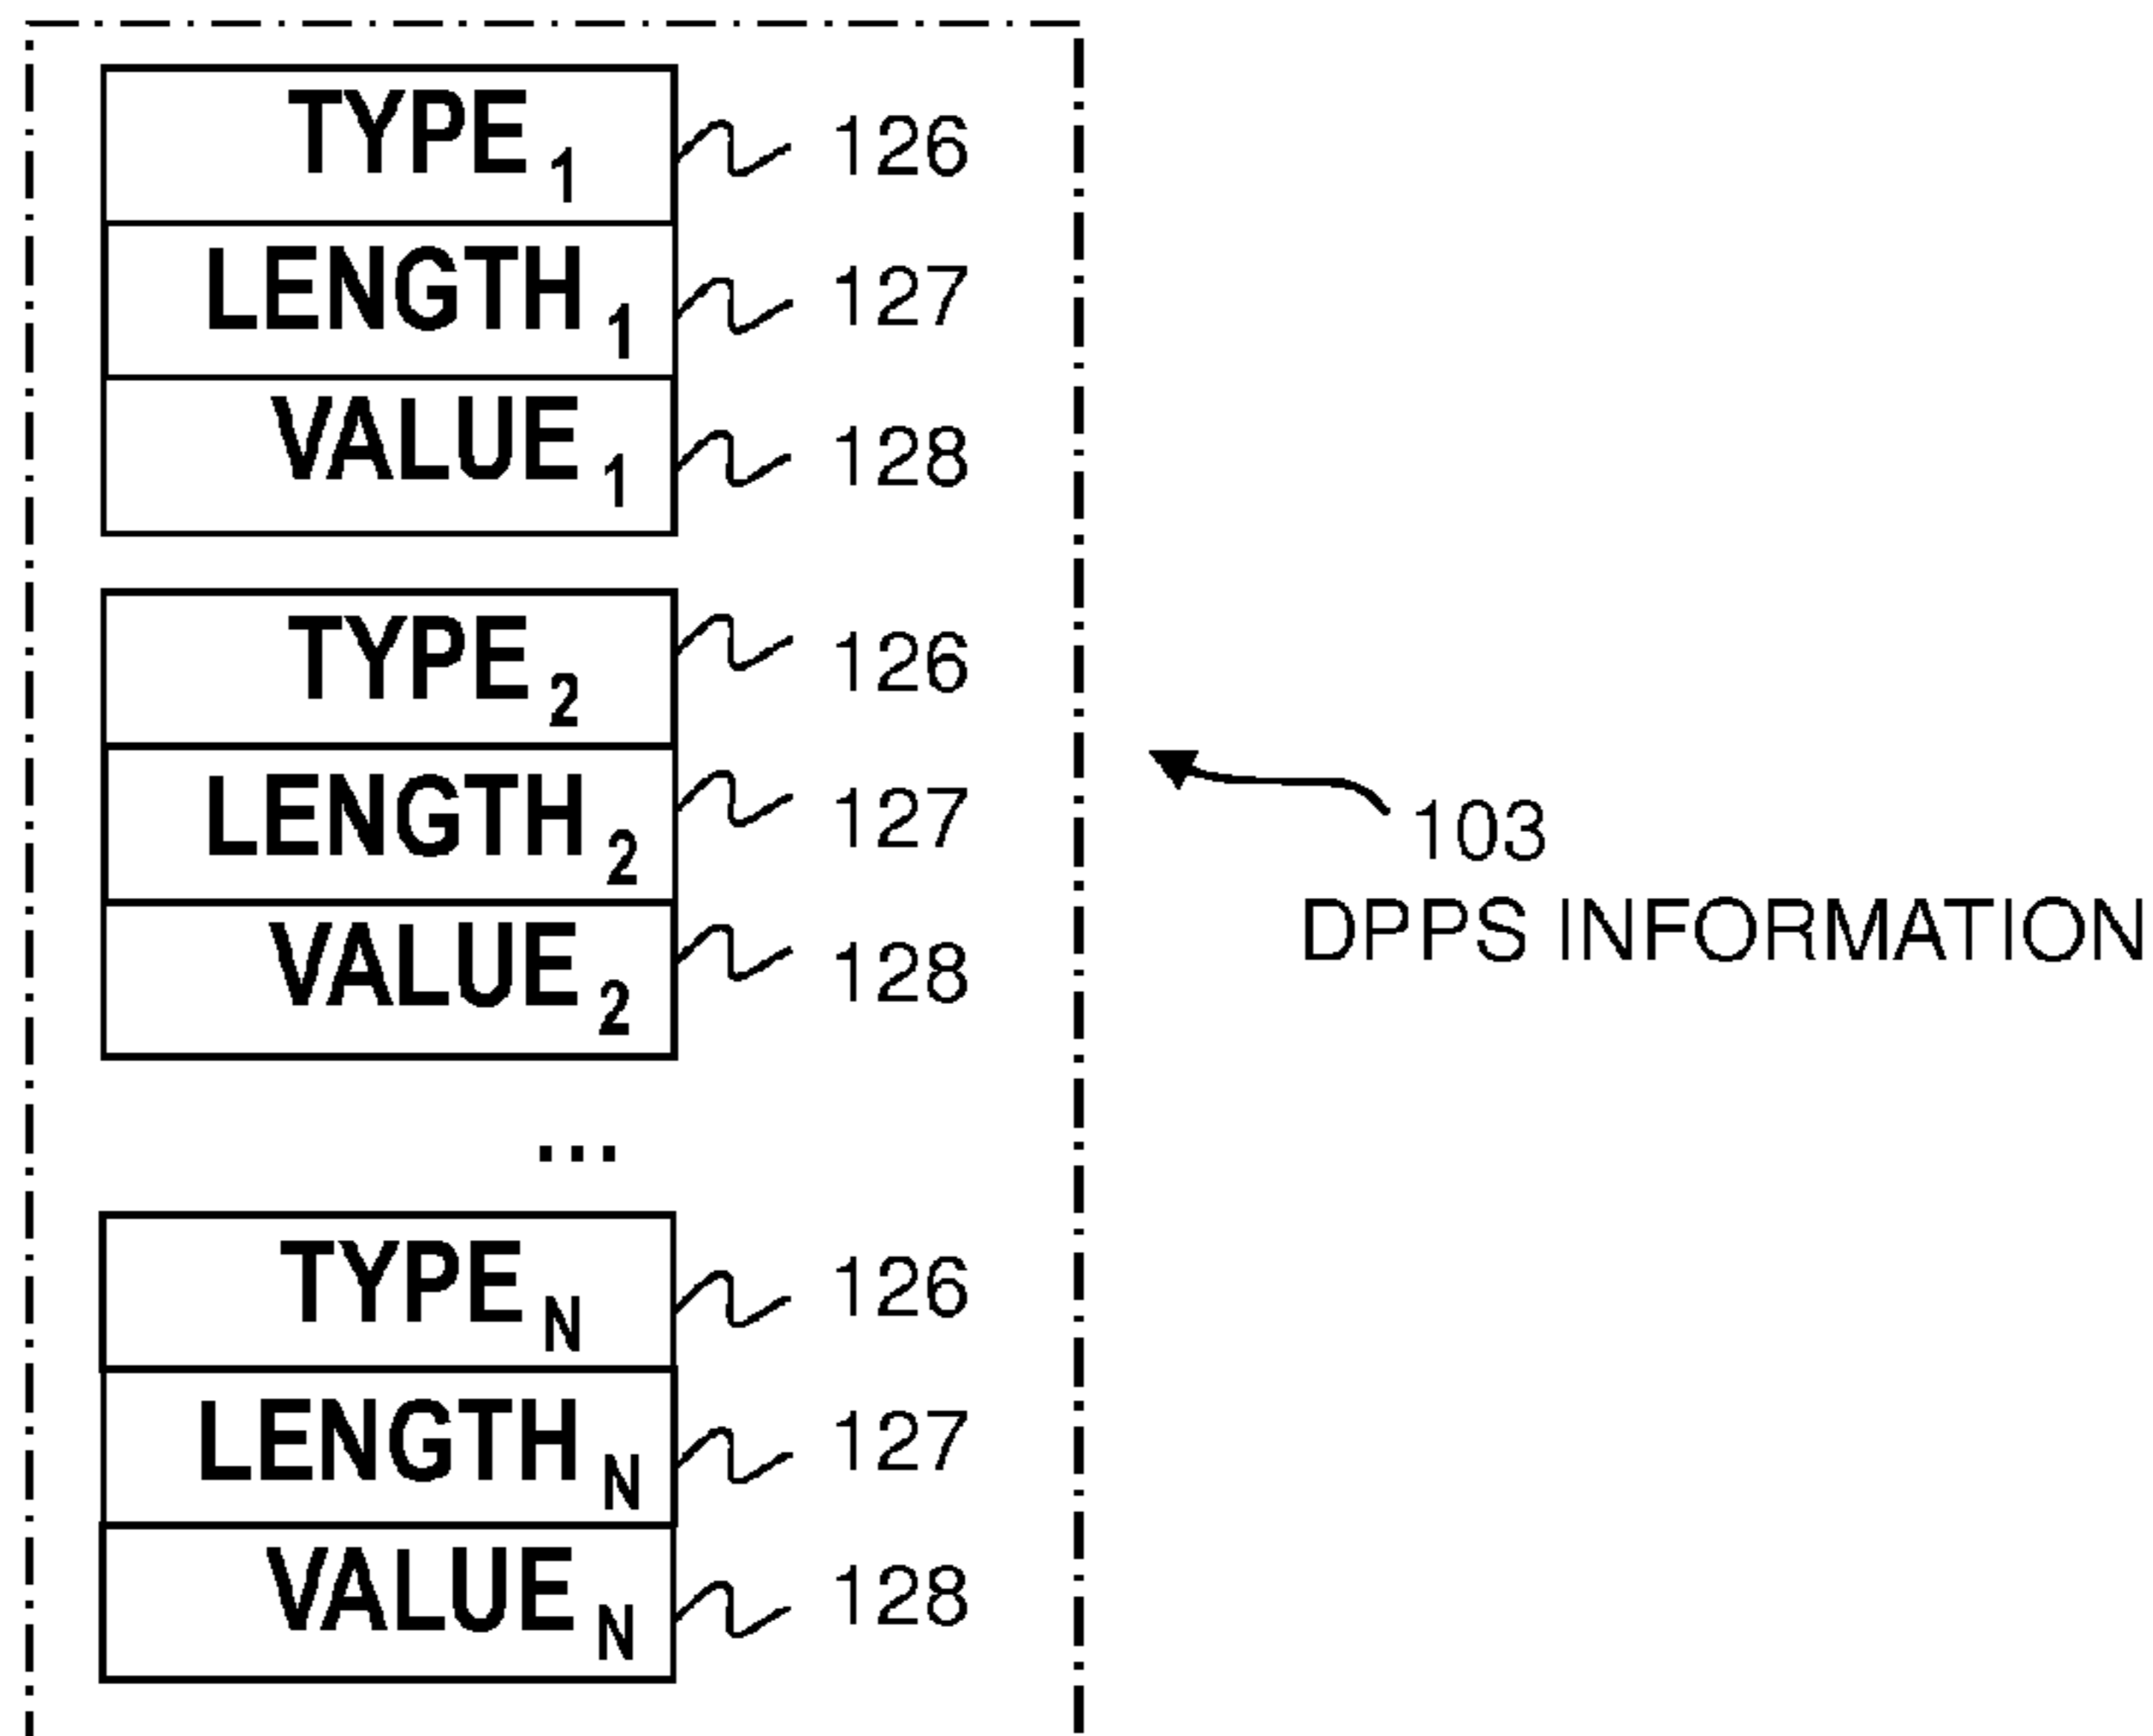 TYPE 1 126
LENGTH 1 127
VALUE 1 128
TYPE 2 126
LENGTH 2 127
VALUE 2 128
103
DPPS INFORMATION
...
TYPE N 126
LENGTH N 127
VALUE N 128